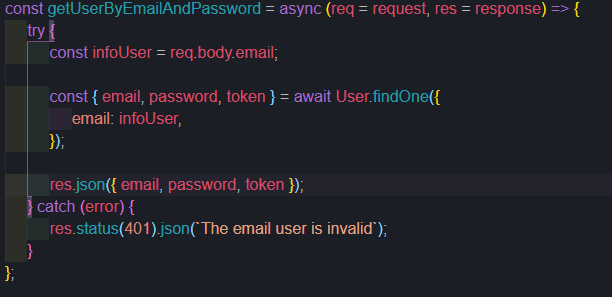 const getUserByEmailAndPassword = async (req = request, res = response) => {
try {
const infoUser = req.body.email;
const { email, password, token } = await User.findOne({
email: infoUser,
});
res.json({ email, password, token });
} catch (error) {
res.status(401).json(`The email user is invalid`);
}
};